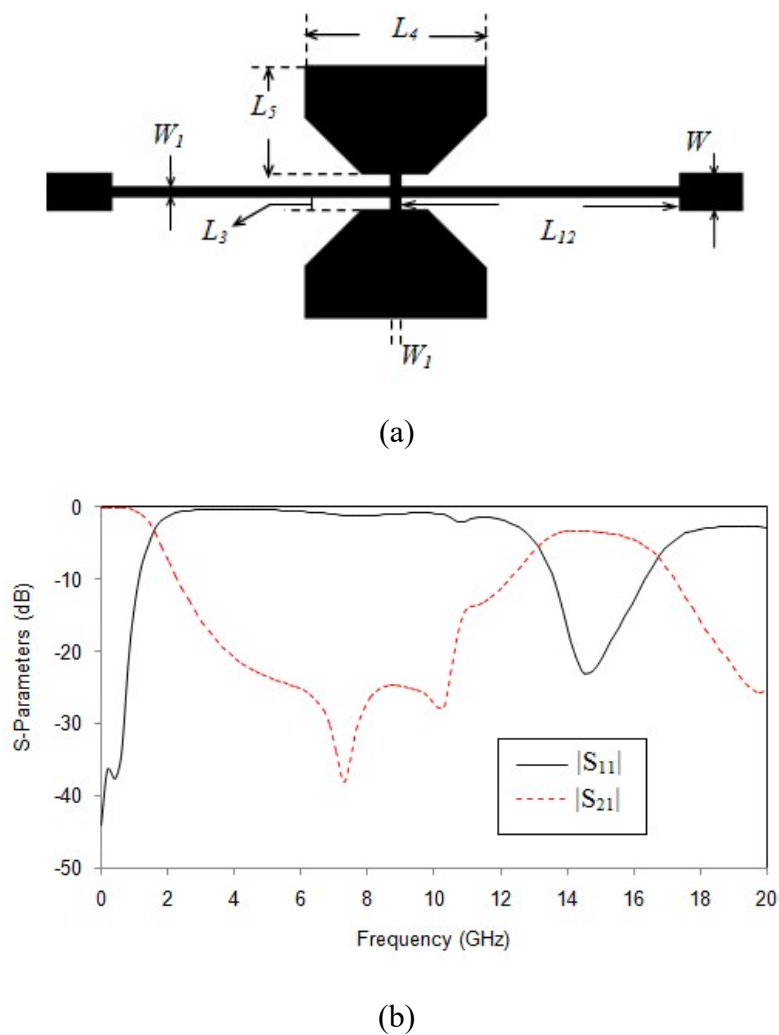 L4
L5
W1
W
L3
L12
W1
(a)
0
-10
-20
-30
-40
-50
S-Parameters (dB)
|S11|
|S21|
0 2 4 6 8 10 12 14 16 18 20
Frequency (GHz)
(b)